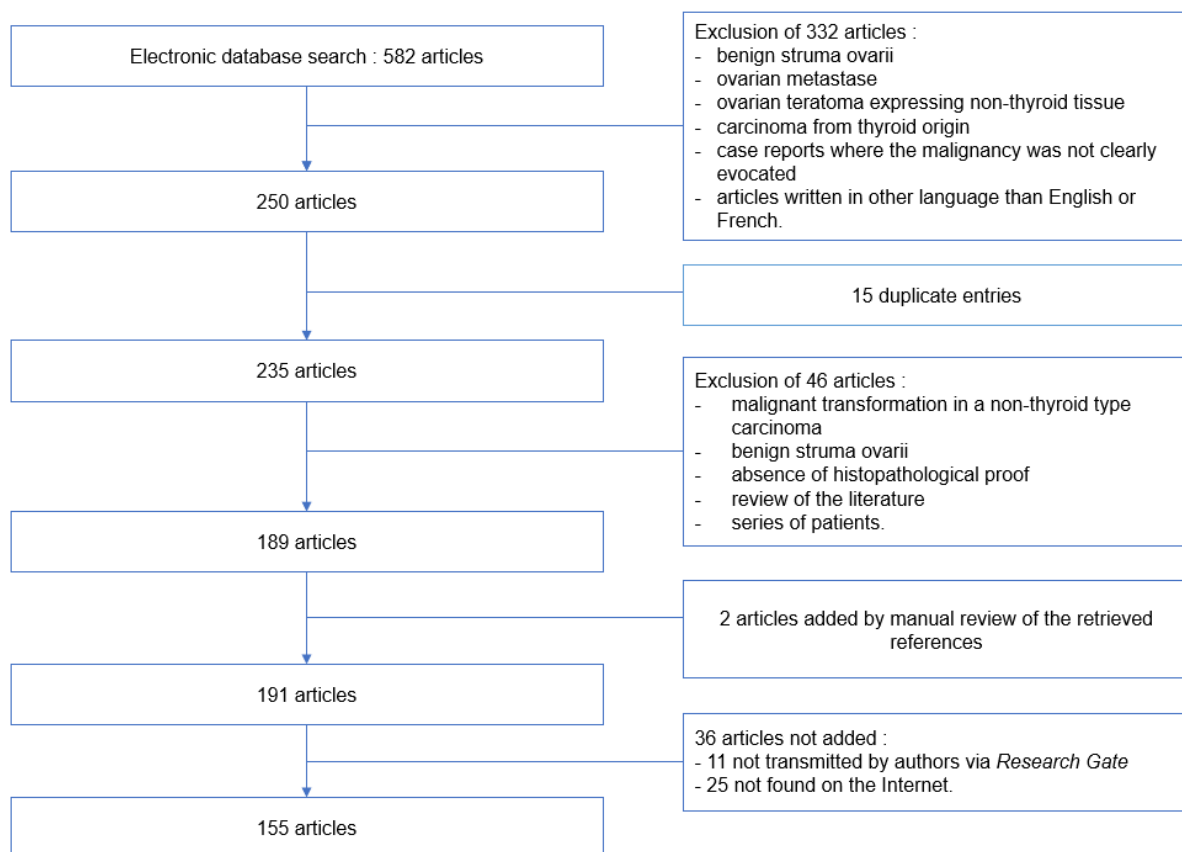 Electronic database search : 582 articles
Exclusion of 332 articles :
- benign struma ovarii
- ovarian metastase
- ovarian teratoma expressing non-thyroid tissue
- carcinoma from thyroid origin
- case reports where the malignancy was not clearly
evocated
- articles written in other language than English or
French.
250 articles
15 duplicate entries
235 articles
Exclusion of 46 articles :
- malignant transformation in a non-thyroid type
carcinoma
- benign struma ovarii
- absence of histopathological proof
- review of the literature
- series of patients.
189 articles
2 articles added by manual review of the retrieved
references
191 articles
36 articles not added :
- 11 not transmitted by authors via Research Gate
- 25 not found on the Internet.
155 articles